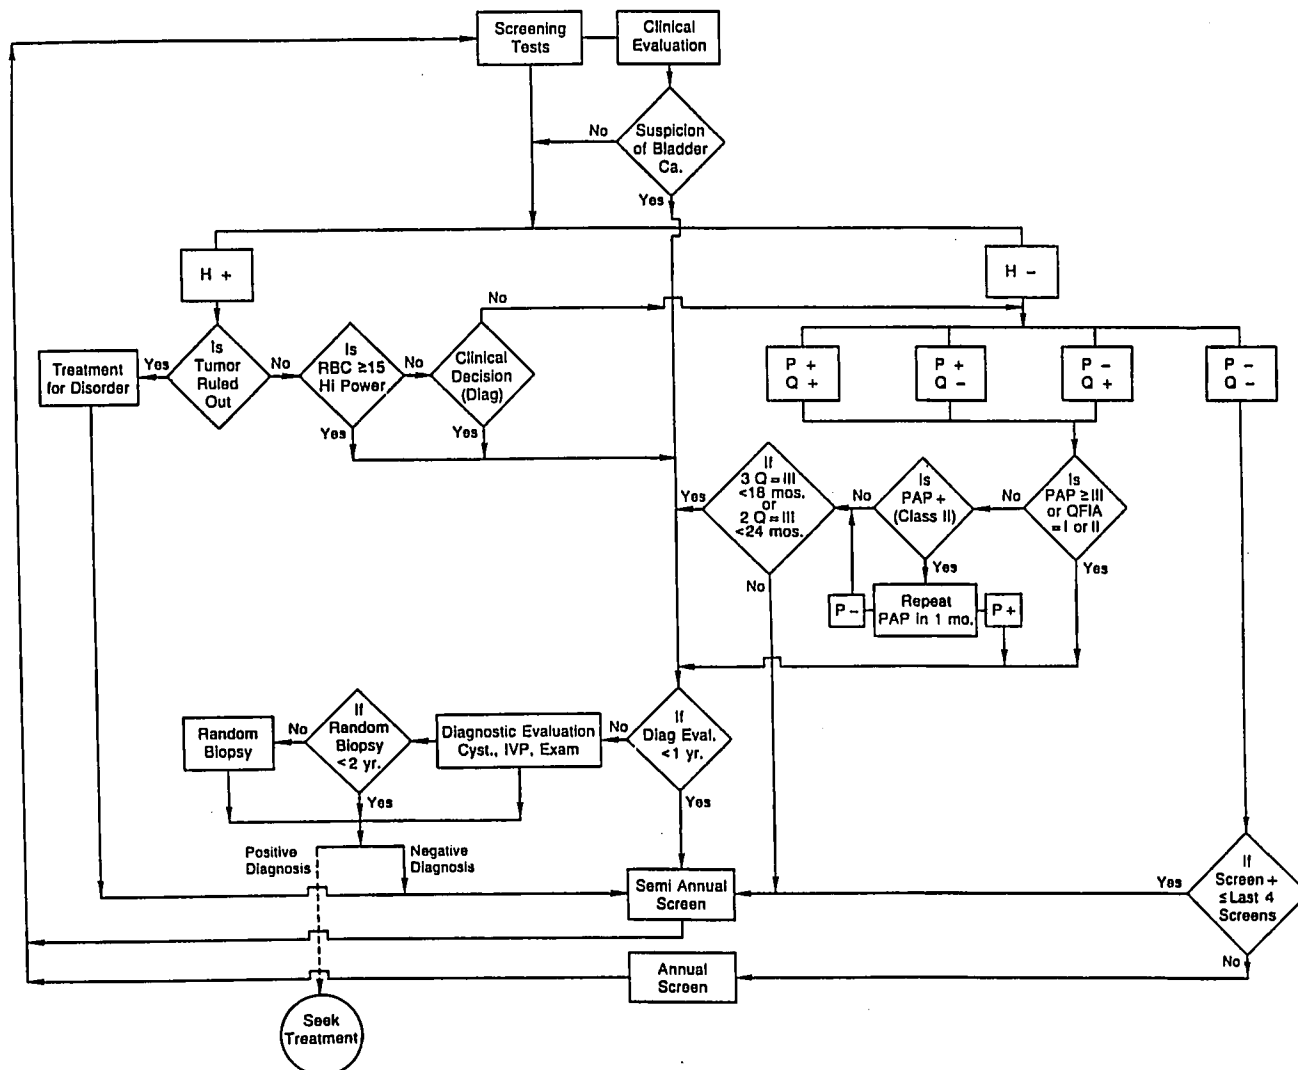 Screening
Tests
Clinical
Evaluation
No
Suspicion
of Bladder
Ca.
Yes
H +
H -
No
Is
Tumor
Ruled
Out
Yes
No
Treatment
for Disorder
Is
RBC ≥15
Hi Power
No
Yes
Clinical
Decision
(Diag)
Yes
P +
Q +
P +
Q -
P -
Q +
P -
Q -
If
3 Q = III
<18 mos.
or
2 Q = III
<24 mos.
Yes
No
No
Is
PAP +
(Class II)
Yes
No
Is
PAP ≥ III
or QFIA
= I or II
Yes
P -
Repeat
PAP in 1 mo.
P +
Random
Biopsy
No
If
Random
Biopsy
<2 yr.
Yes
Diagnostic Evaluation
Cyst., IVP, Exam
No
If
Diag Eval.
<1 yr.
Yes
Positive
Diagnosis
Negative
Diagnosis
Semi Annual
Screen
Yes
If
Screen +
≤Last 4
Screens
No
Annual
Screen
Seek
Treatment